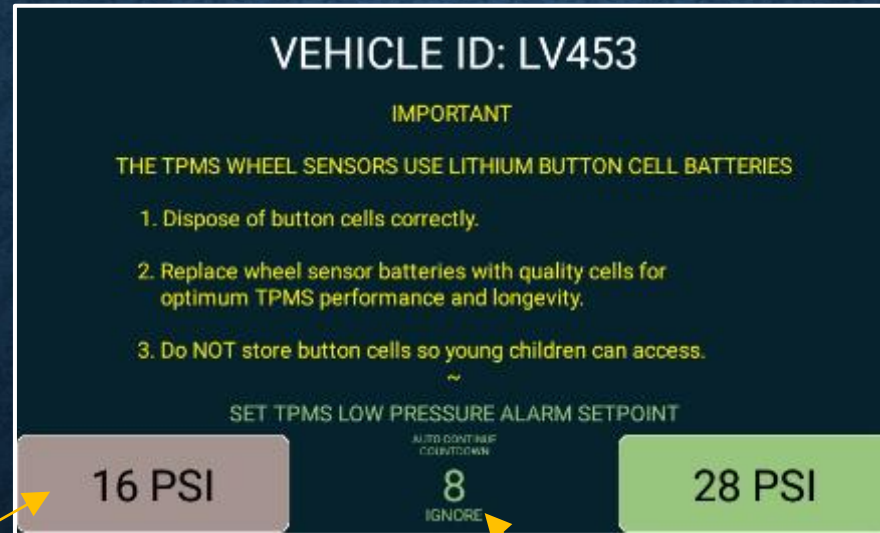 VEHICLE ID: LV453
IMPORTANT
THE TPMS WHEEL SENSORS USE LITHIUM BUTTON CELL BATTERIES
1. Dispose of button cells correctly.
2. Replace wheel sensor batteries with quality cells for
optimum TPMS performance and longevity.
3. Do NOT store button cells so young children can access.
~
SET TPMS LOW PRESSURE ALARM SETPOINT
AUTO CONTINUE
COUNTDOWN
16 PSI
8
28 PSI
IGNORE